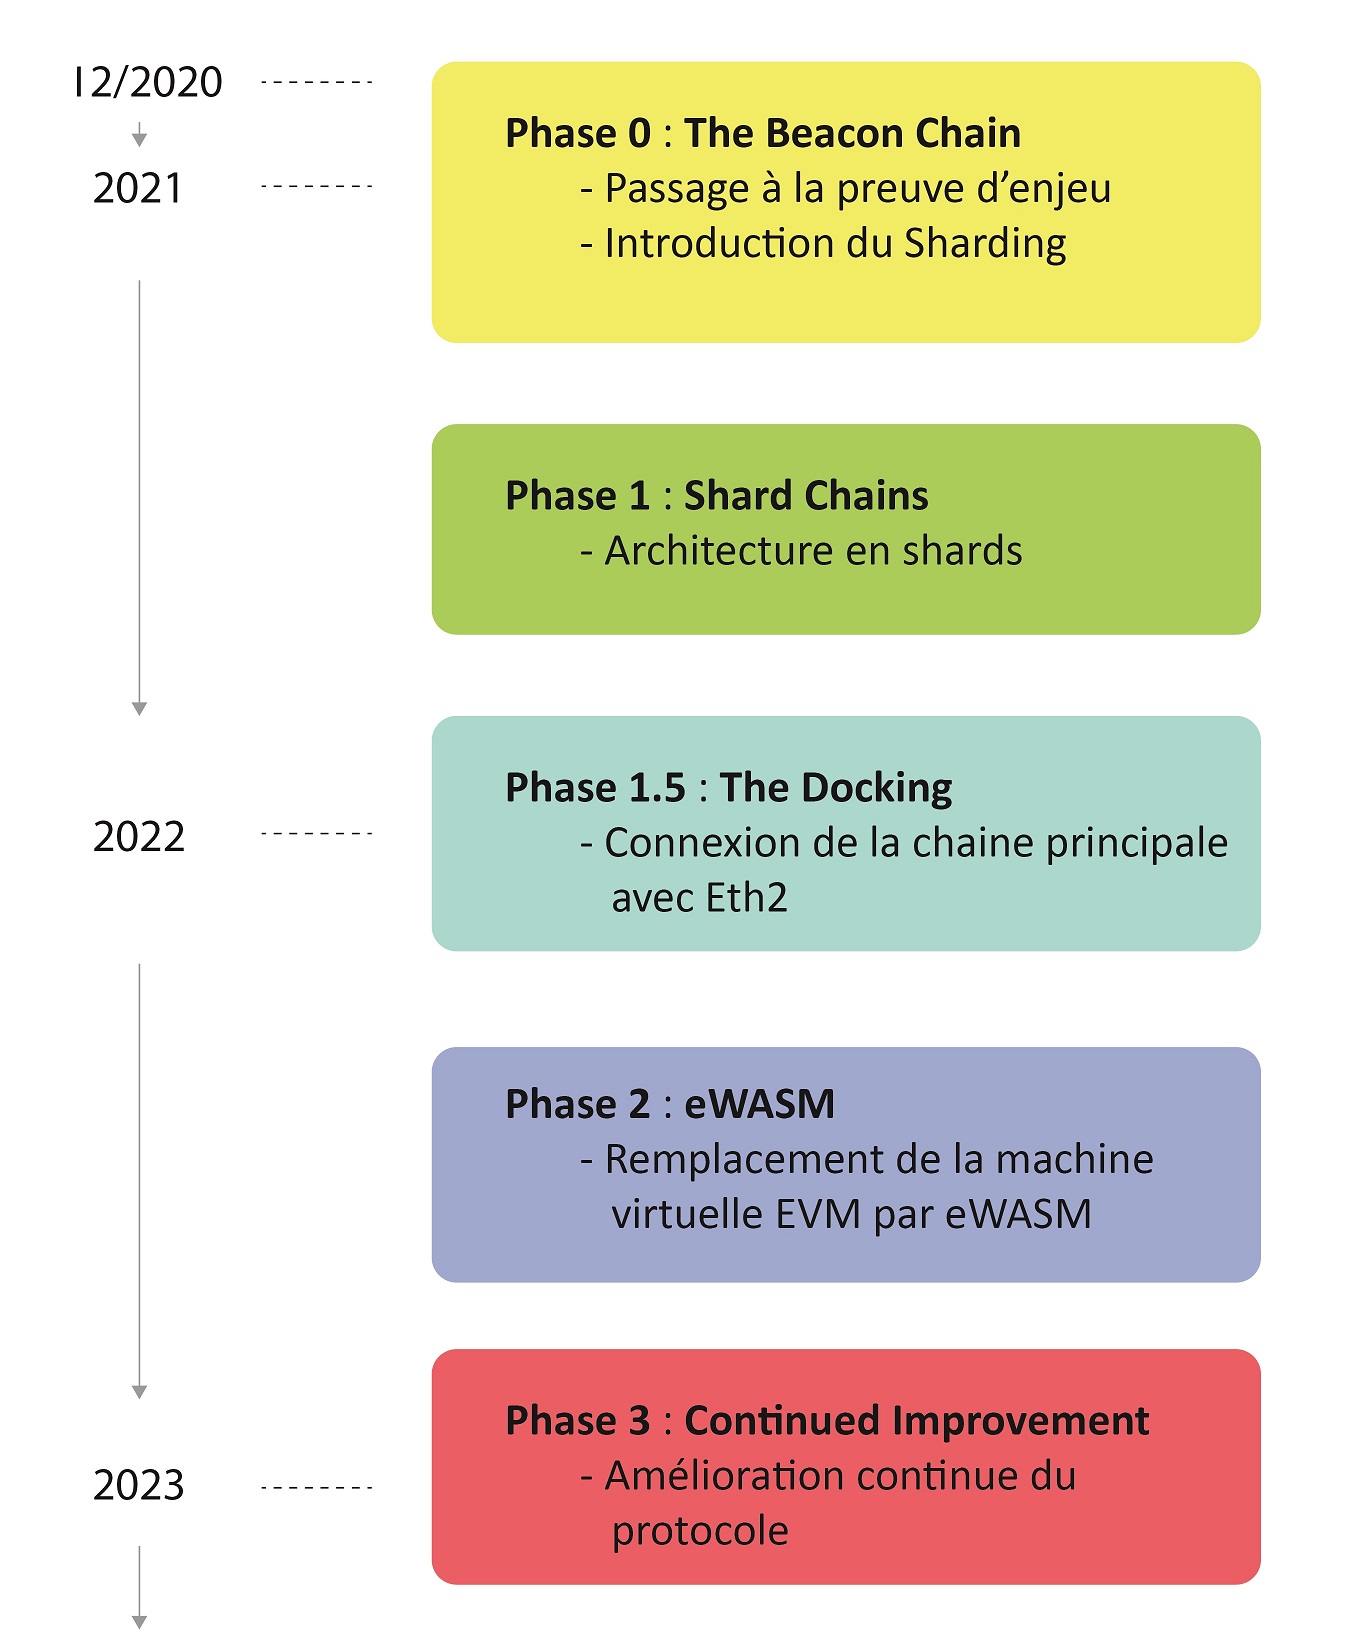 12/2020
Phase 0 : The Beacon Chain
- Passage à la preuve d’enjeu
2021
- Introduction du Sharding
Phase 1 : Shard Chains
- Architecture en shards
Phase 1.5 : The Docking
2022
- Connexion de la chaine principale
avec Eth2
Phase 2 : eWASM
- Remplacement de la machine
virtuelle EVM par eWASM
Phase 3 : Continued Improvement
2023
- Amélioration continue du
protocole